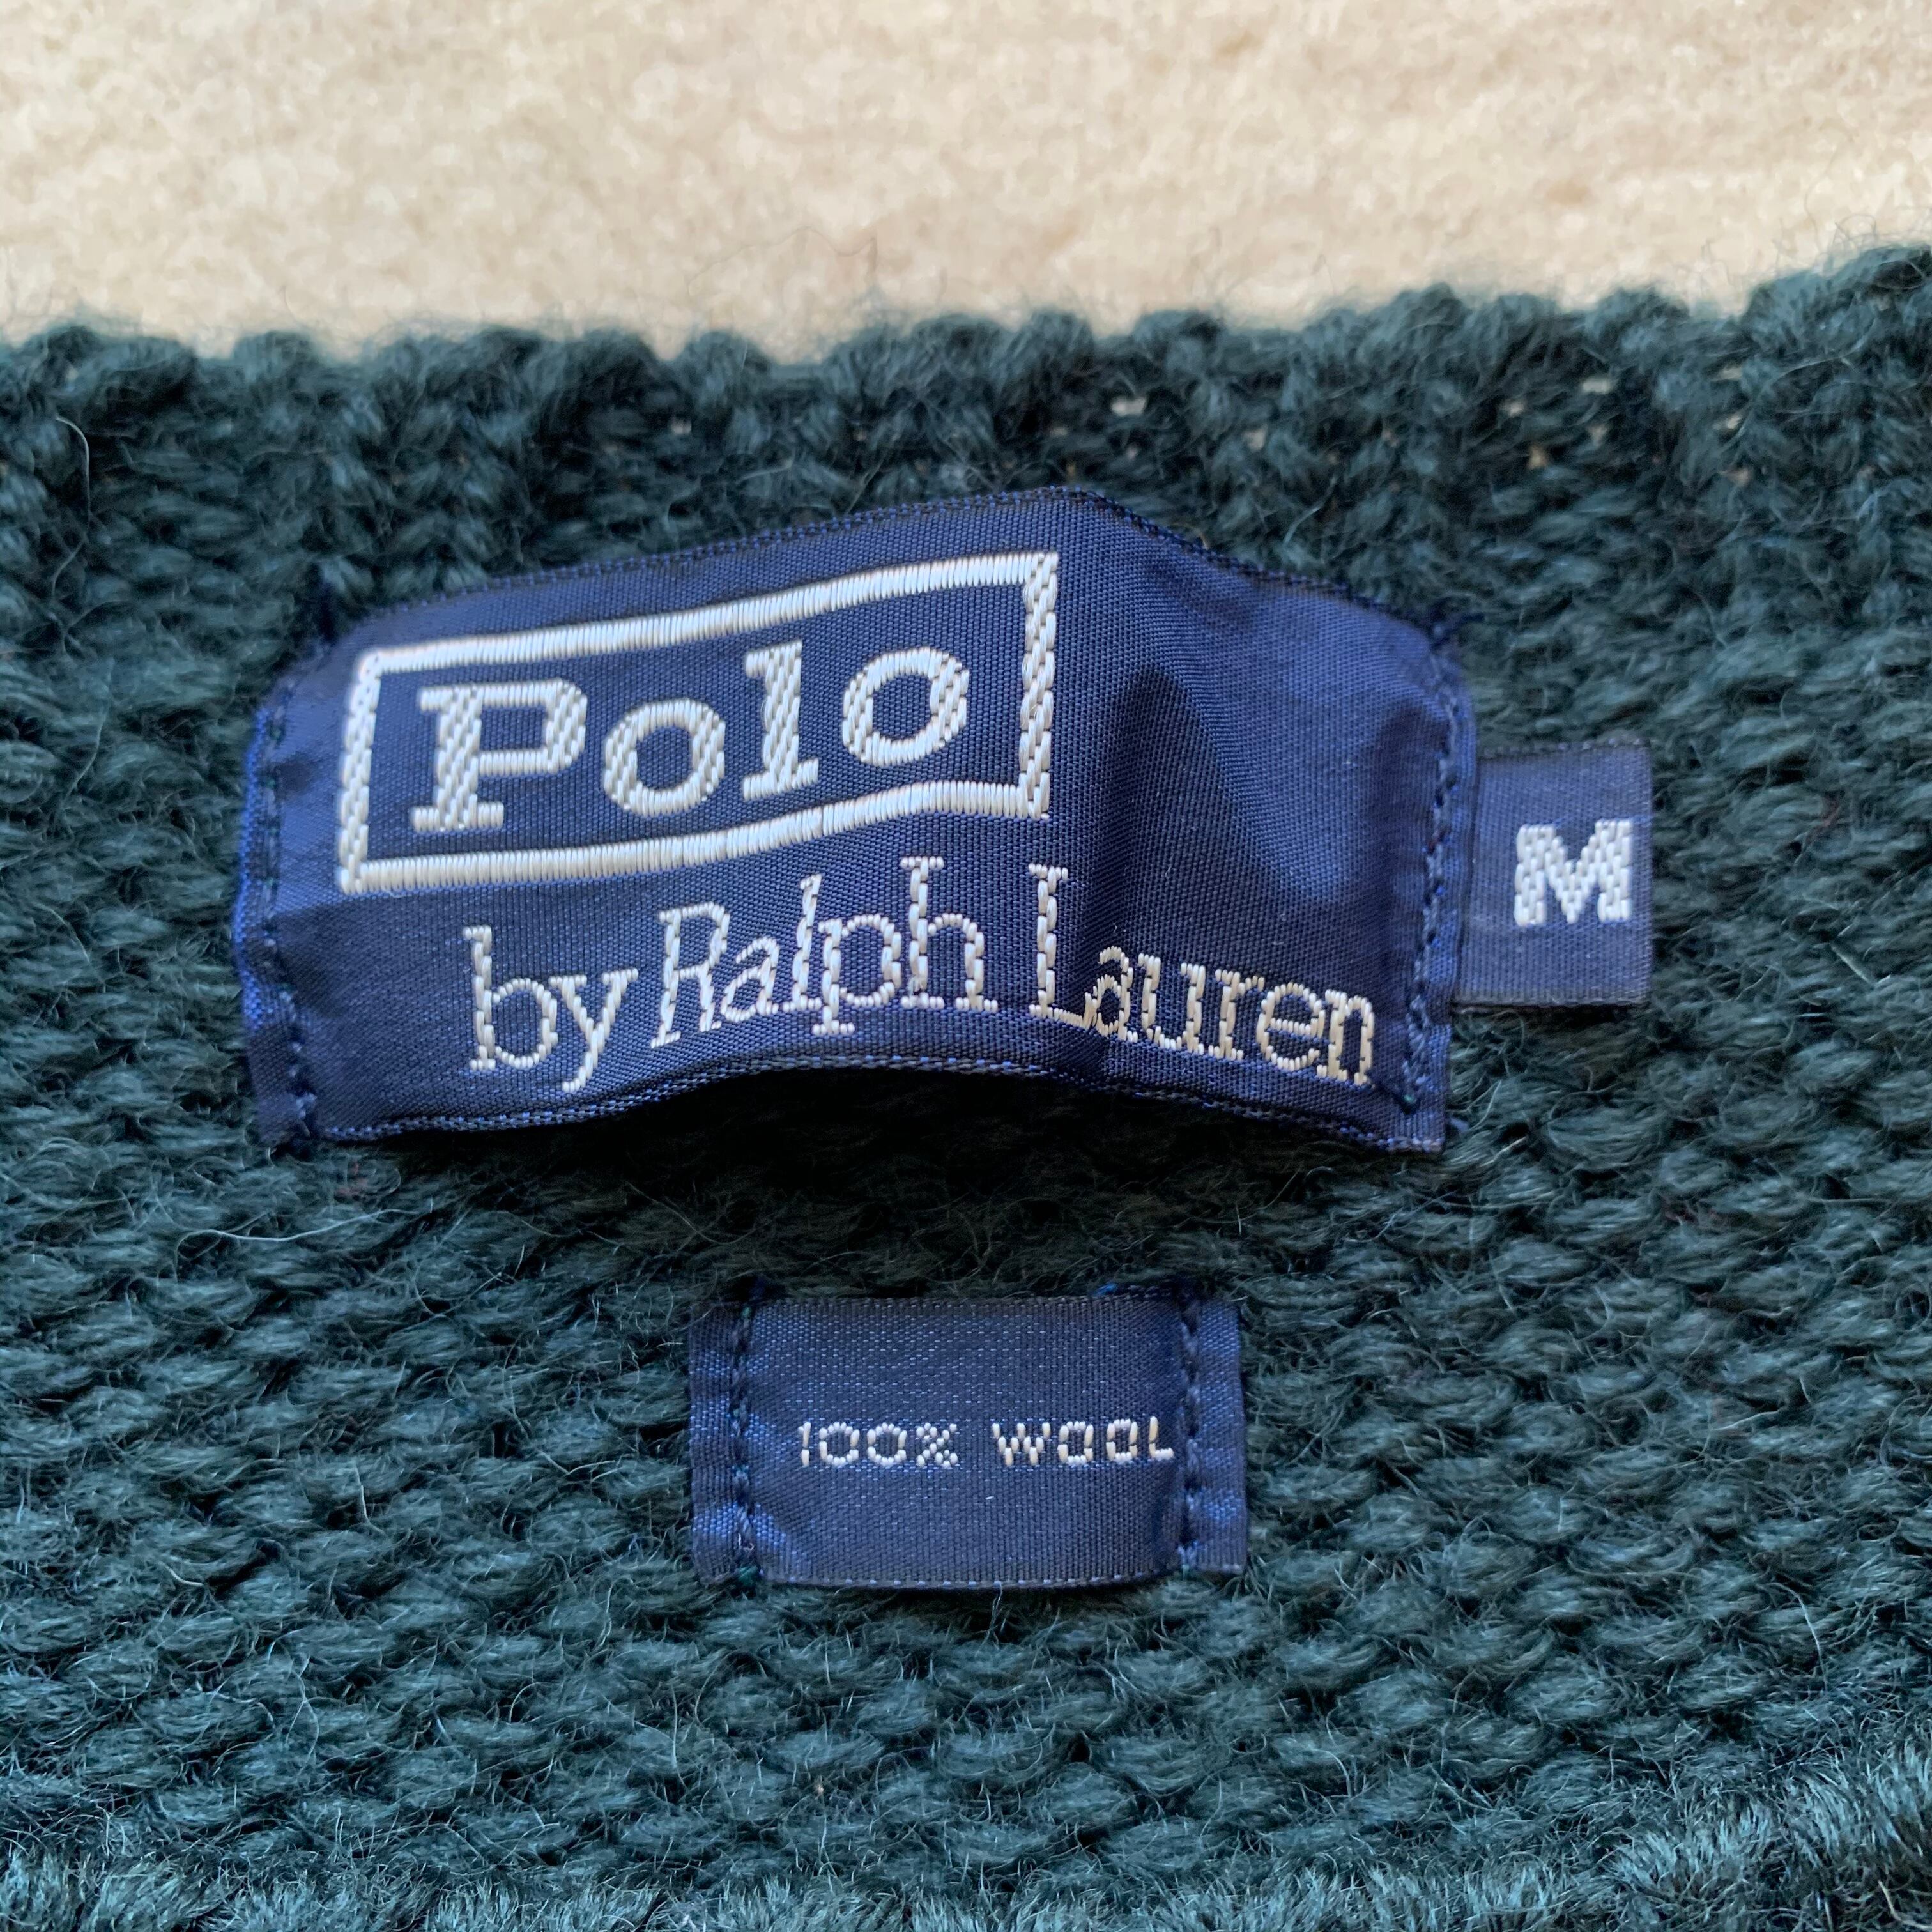 Polo
by Ralph Lauren
M
100% WOOL